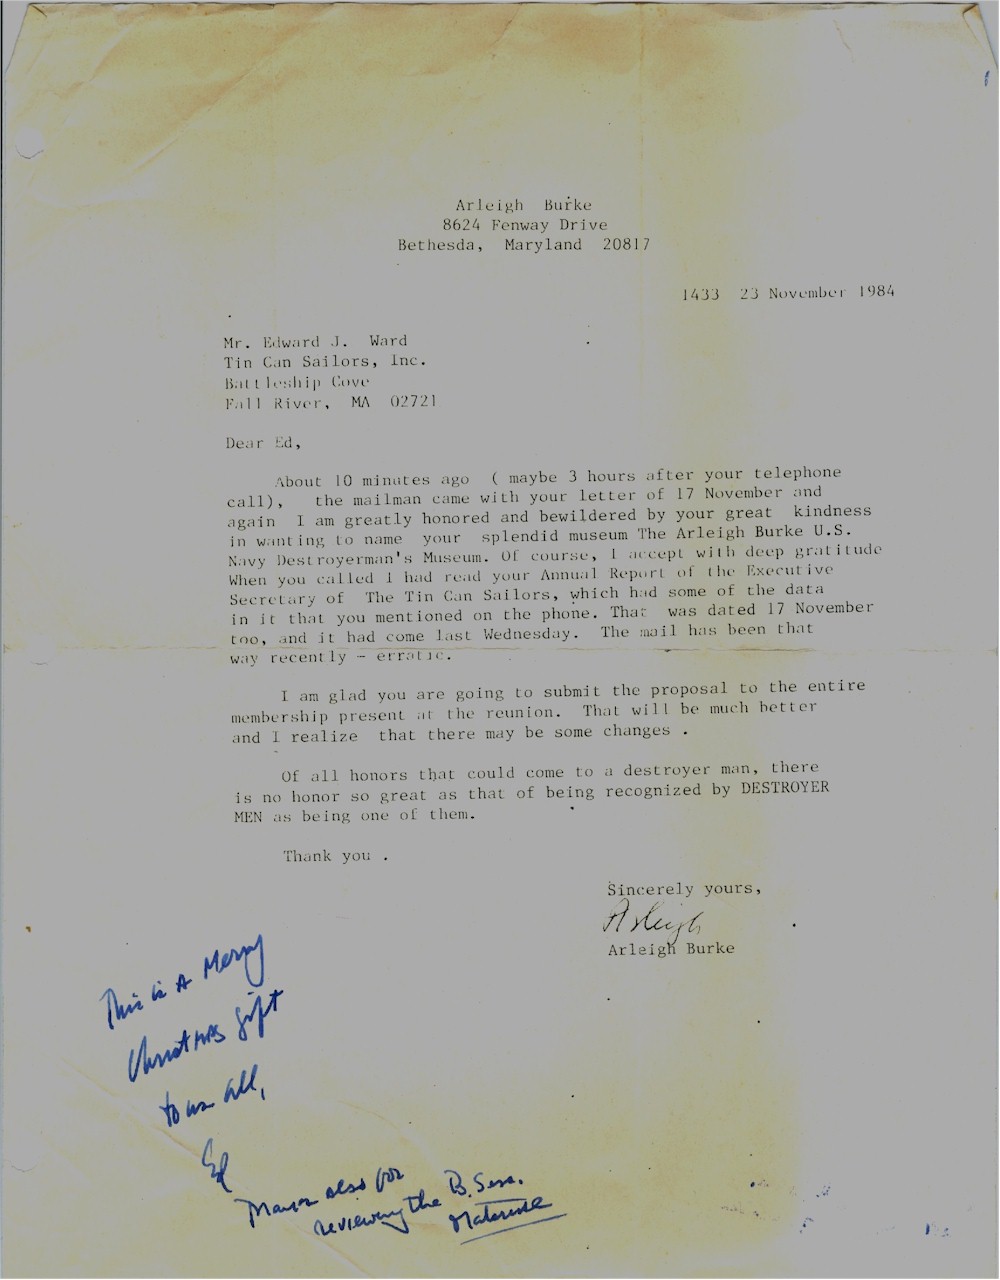 Arleigh Burke
8624 Fenway Drive
Bethesda, Maryland 20817
1433 23 November 1984
Mr. Edward J. Ward
Tin Can Sailors, Inc.
Battleship Cove
Fall River, MA 02721
Dear Ed,
About 10 minutes ago ( maybe 3 hours after your telephone
call), the mailman came with your letter of 17 November and
again I am greatly honored and bewildered by your great kindness
in wanting to name your splendid museum The Arleigh Burke U.S.
Navy Destroyerman's Museum. Of course, I accept with deep gratitude
When you called I had read your Annual Report of the Executive
Secretary of The Tin Can Sailors, which had some of the data
in it that you mentioned on the phone. That was dated 17 November
too, and it had come last Wednesday. The mail has been that
way recently - erratic.
I am glad you are going to submit the proposal to the entire
membership present at the reunion. That will be much better
and I realize that there may be some changes .
Of all honors that could come to a destroyer man, there
is no honor so great as that of being recognized by DESTROYER
MEN as being one of them.
Thank you .
Sincerely yours,
Arleigh
Arleigh Burke
This is A Merry
Christmas gift
to us all,
Ed
also for
reviewing the B.